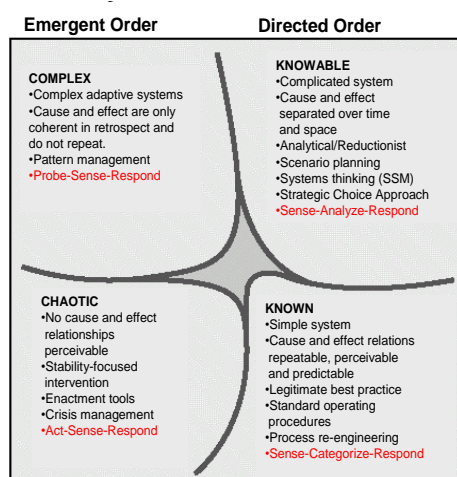 Emergent Order
Directed Order
COMPLEX
•Complex adaptive systems
•Cause and effect are only
coherent in retrospect and
do not repeat.
•Pattern management
•Probe-Sense-Respond
KNOWABLE
•Complicated system
•Cause and effect
separated over time
and space
•Analytical/Reductionist
•Scenario planning
•Systems thinking (SSM)
•Strategic Choice Approach
•Sense-Analyze-Respond
CHAOTIC
•No cause and effect
relationships
perceivable
•Stability-focused
intervention
•Enactment tools
•Crisis management
•Act-Sense-Respond
KNOWN
•Simple system
•Cause and effect relations
repeatable, perceivable
and predictable
•Legitimate best practice
•Standard operating
procedures
•Process re-engineering
•Sense-Categorize-Respond